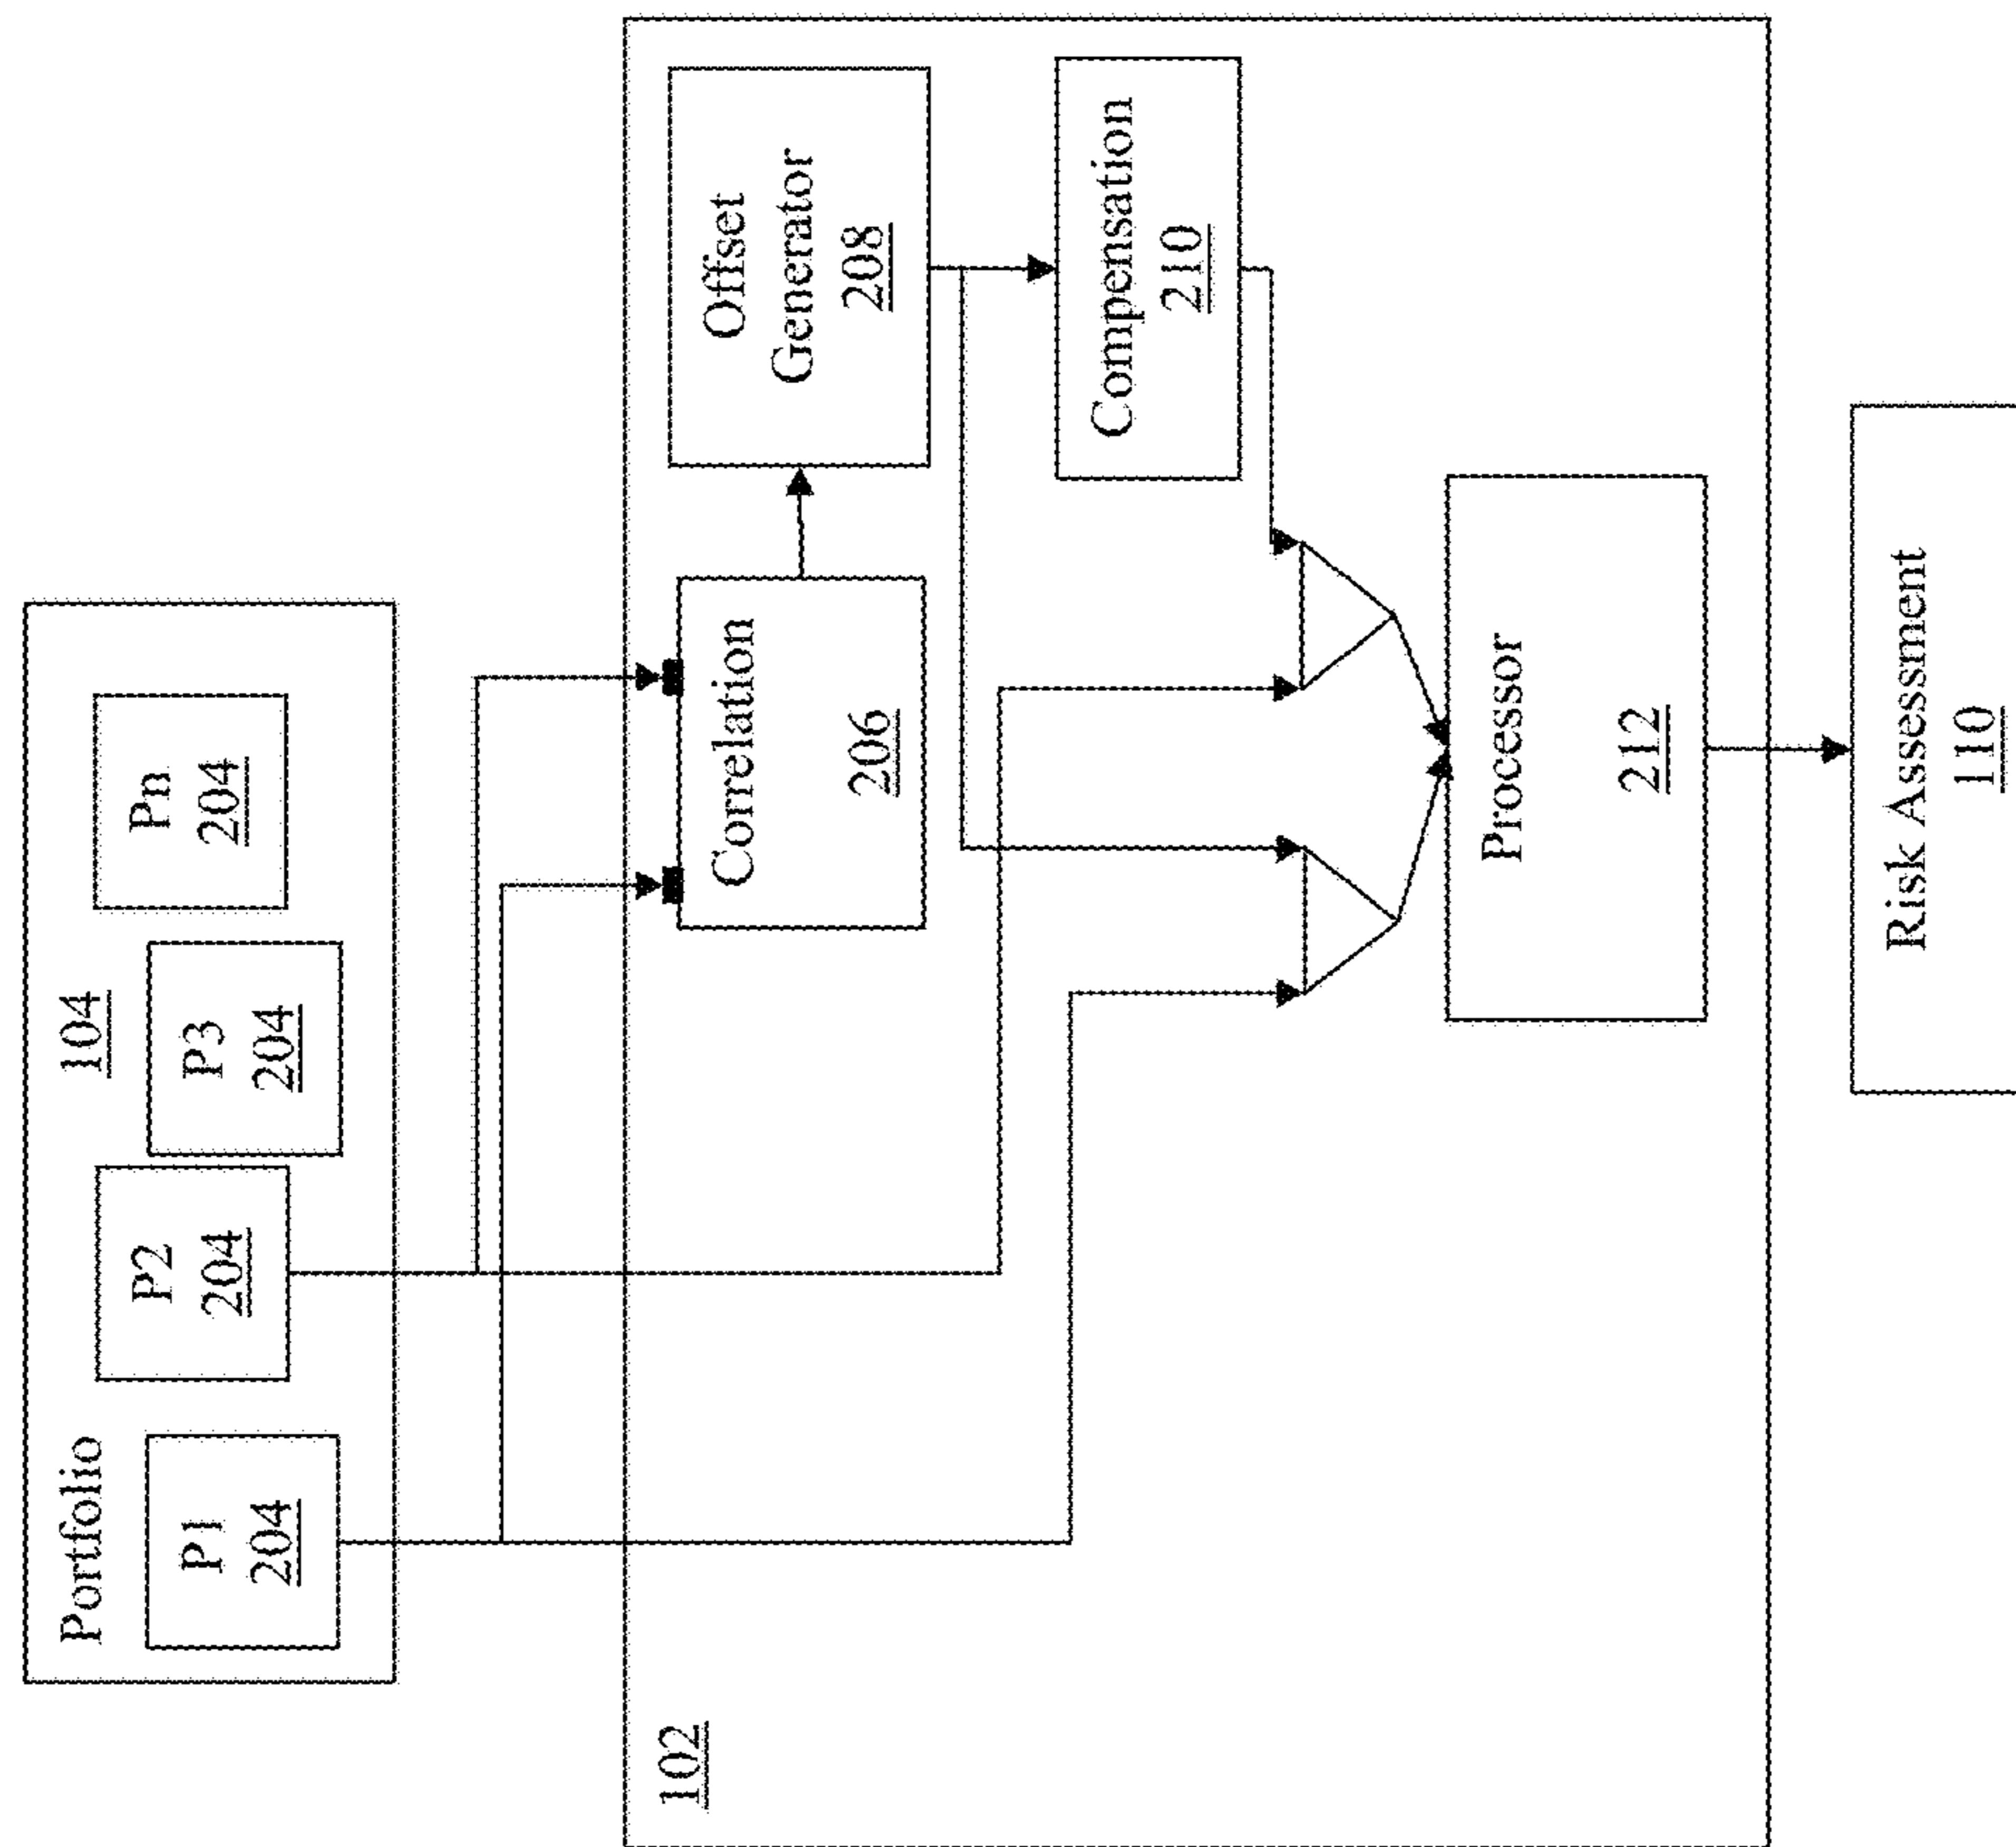 Portfolio
104
P1
204
P2
204
P3
204
Pn
204
102
Correlation
206
Offset
Generator
208
Compensation
210
Processor
212
Risk Assessment
110